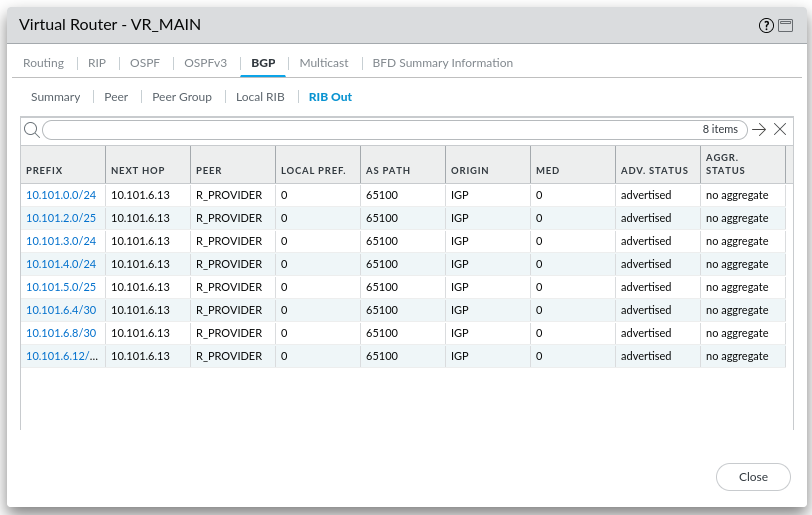 Virtual Router - VR_MAIN
Routing RIP OSPF OSPFv3 BGP Multicast BFD Summary Information
Summary Peer Peer Group Local RIB RIB Out
8 items
PREFIX NEXT HOP PEER LOCAL PREF. AS PATH ORIGIN MED ADV. STATUS AGGR. STATUS
10.101.0.0/24 10.101.6.13 R_PROVIDER 0 65100 IGP 0 advertised no aggregate
10.101.2.0/25 10.101.6.13 R_PROVIDER 0 65100 IGP 0 advertised no aggregate
10.101.3.0/24 10.101.6.13 R_PROVIDER 0 65100 IGP 0 advertised no aggregate
10.101.4.0/24 10.101.6.13 R_PROVIDER 0 65100 IGP 0 advertised no aggregate
10.101.5.0/25 10.101.6.13 R_PROVIDER 0 65100 IGP 0 advertised no aggregate
10.101.6.4/30 10.101.6.13 R_PROVIDER 0 65100 IGP 0 advertised no aggregate
10.101.6.8/30 10.101.6.13 R_PROVIDER 0 65100 IGP 0 advertised no aggregate
10.101.6.12/... 10.101.6.13 R_PROVIDER 0 65100 IGP 0 advertised no aggregate
Close